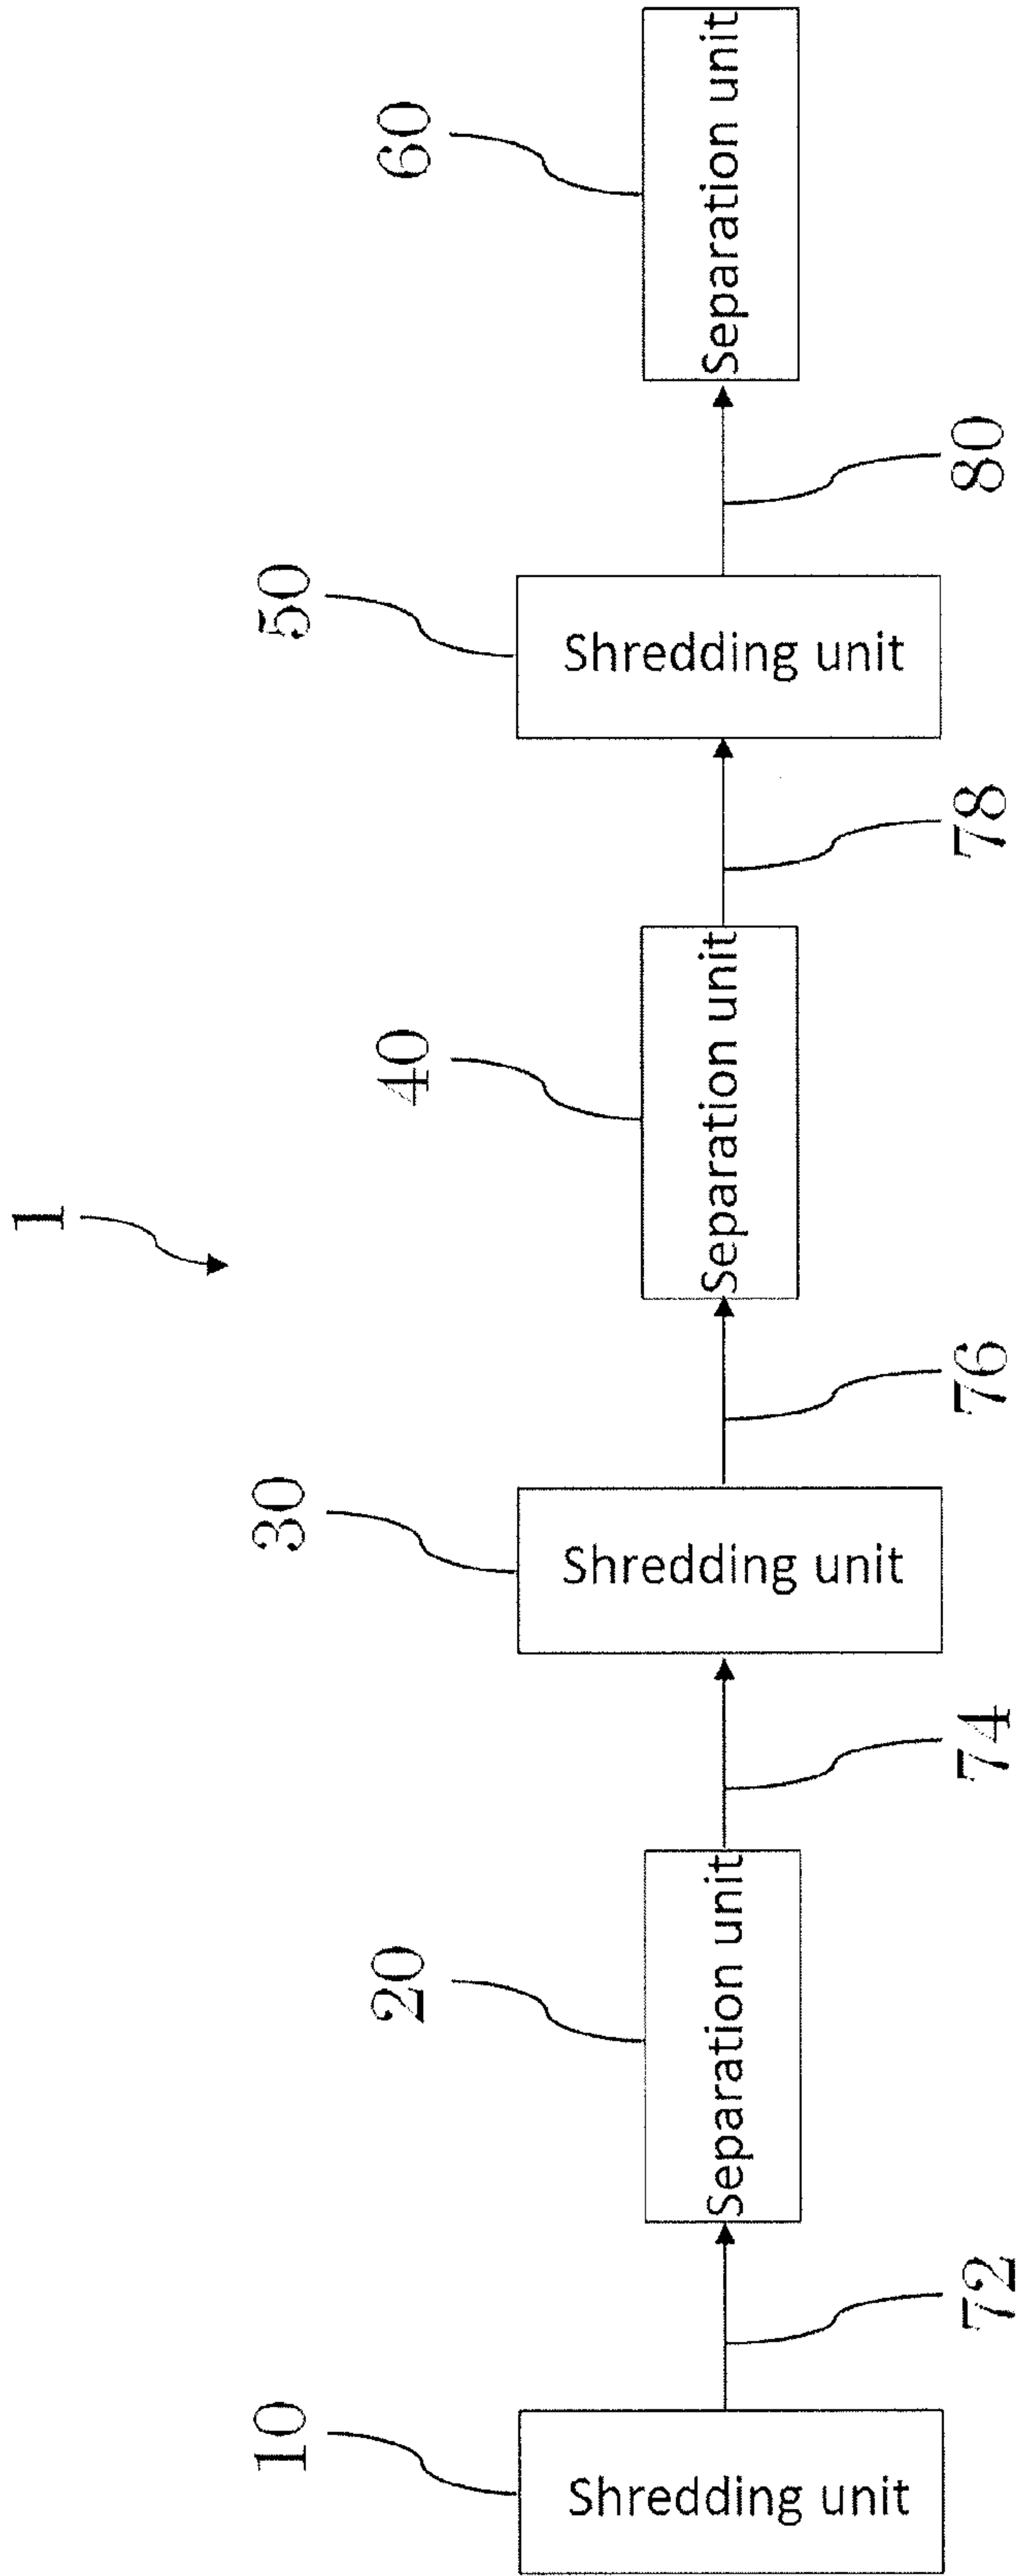 1
10
Shredding unit
72
20
Separation unit
74
30
Shredding unit
76
40
Separation unit
78
50
Shredding unit
80
60
Separation unit